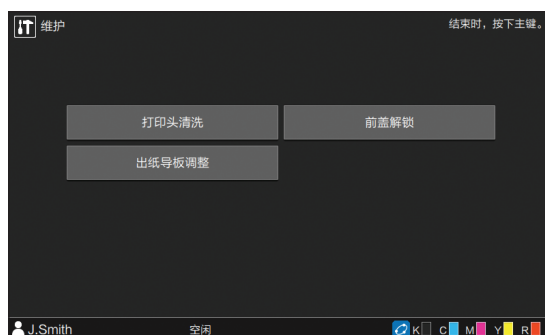 维护
结束时，按下主键。
打印头清洗
前盖解锁
出纸导板调整
J.Smith
空闲
K C M Y R